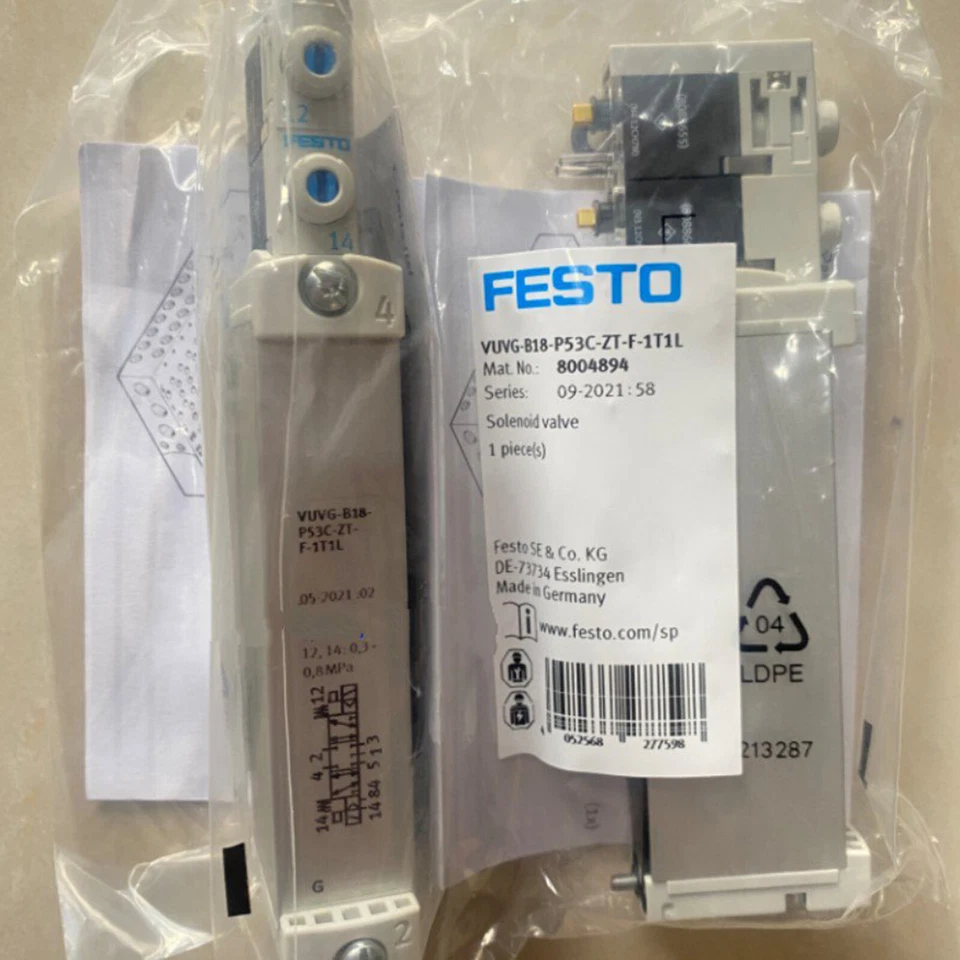 12
FESTO
14
4
VUVG-B18-
P53C-ZT-
F-1T1L
05-2021:02
12, 14: 0,3 -
0,8MPa
12
4 2
5 1 3
14
14 84
G
2
FESTO
VUVG-B18-P53C-ZT-F-1T1L
Mat. No.: 8004894
Series: 09-2021:58
Solenoid valve
1 piece(s)
Festo SE & Co. KG
DE-73734 Esslingen
Made in Germany
www.festo.com/sp
052568 277598
04
LDPE
213287
(1x)